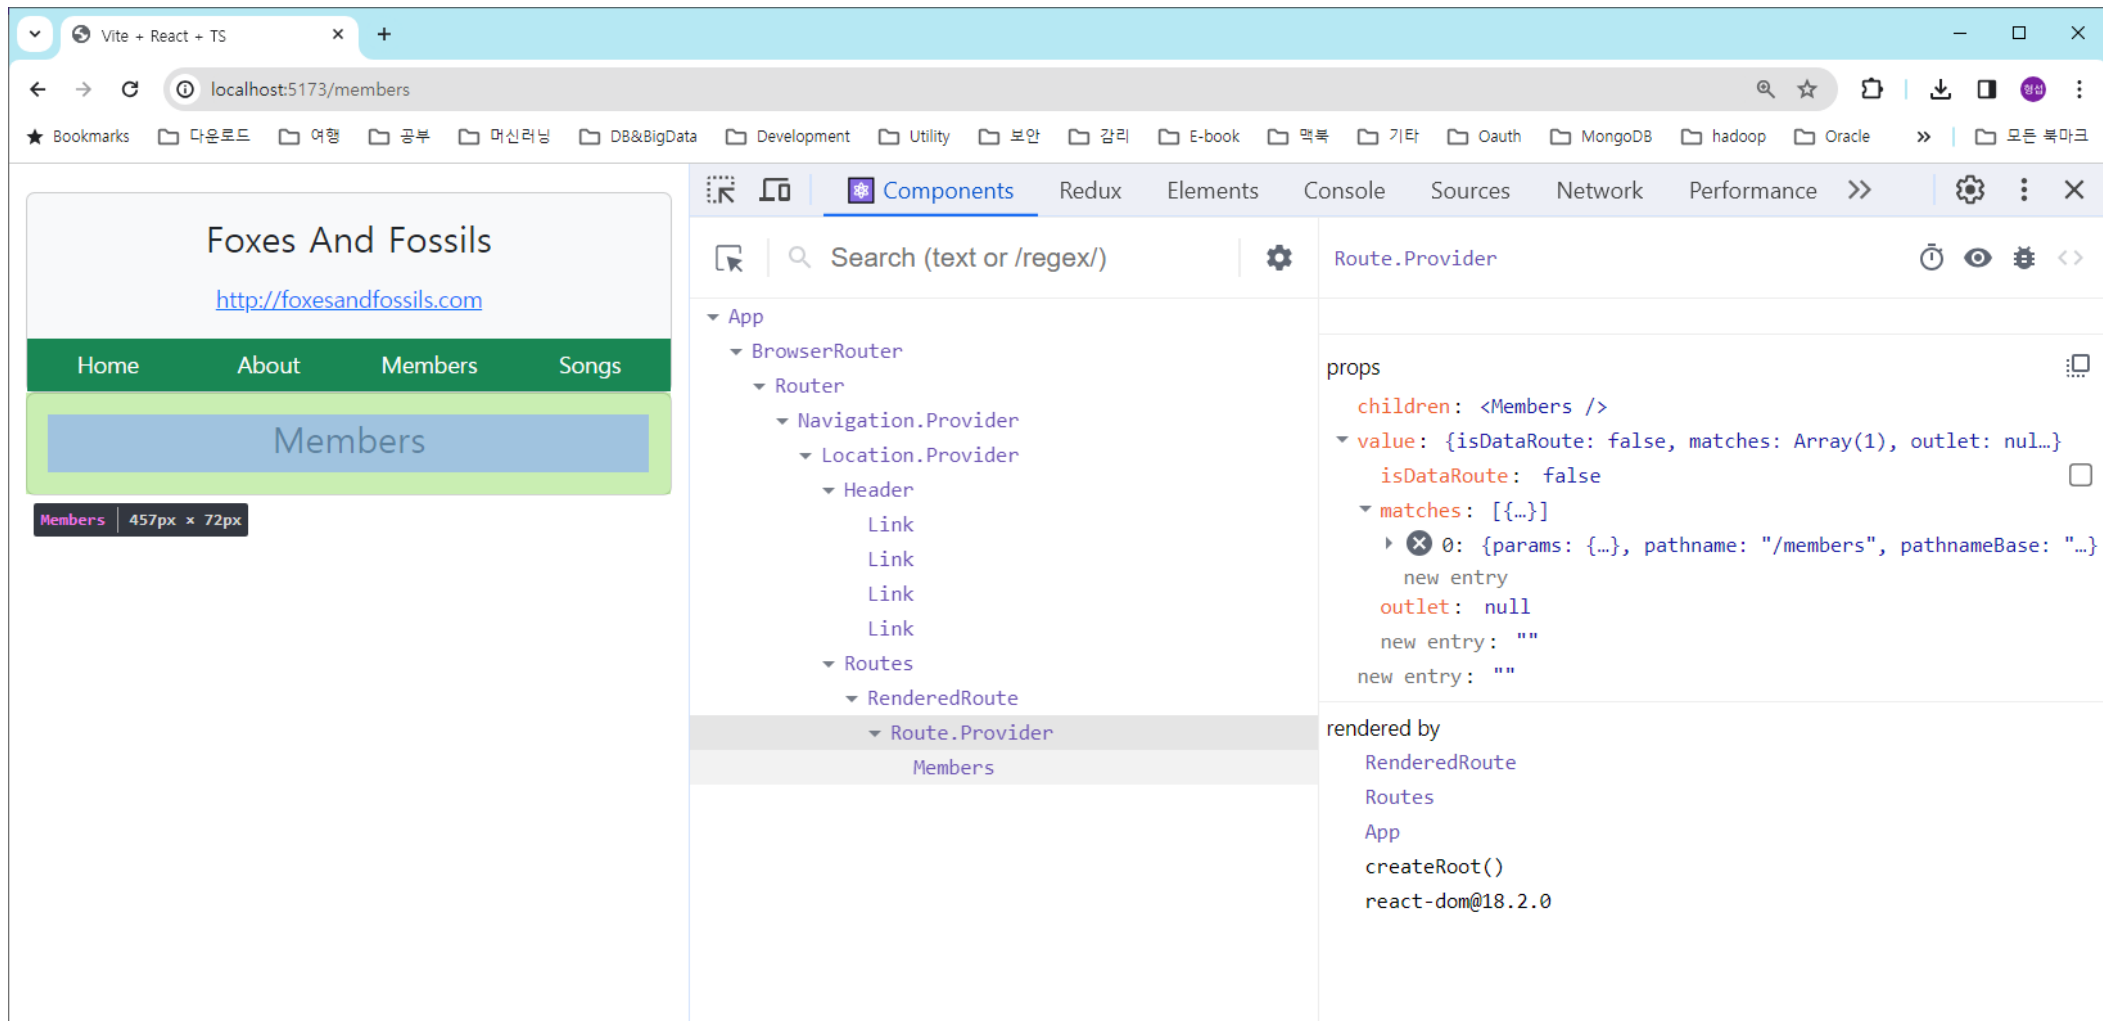 Vite + React + TS
localhost:5173/members
형섭
Bookmarks 다운로드 여행 공부 머신러닝 DB&BigData Development Utility 보안 감리 E-book 맥북 기타 Oauth MongoDB hadoop Oracle » 모든 북마크
Foxes And Fossils
http://foxesandfossils.com
Home About Members Songs
Members
Members 457px × 72px
Components Redux Elements Console Sources Network Performance
Search (text or /regex/)
App
BrowserRouter
Router
Navigation.Provider
Location.Provider
Header
Link
Link
Link
Link
Routes
RenderedRoute
Route.Provider
Members
Route.Provider
props
children: <Members />
value: {isDataRoute: false, matches: Array(1), outlet: nul…}
isDataRoute: false
matches: [{…}]
0: {params: {…}, pathname: "/members", pathnameBase: "…}
new entry
outlet: null
new entry: ""
new entry: ""
rendered by
RenderedRoute
Routes
App
createRoot()
react-dom@18.2.0